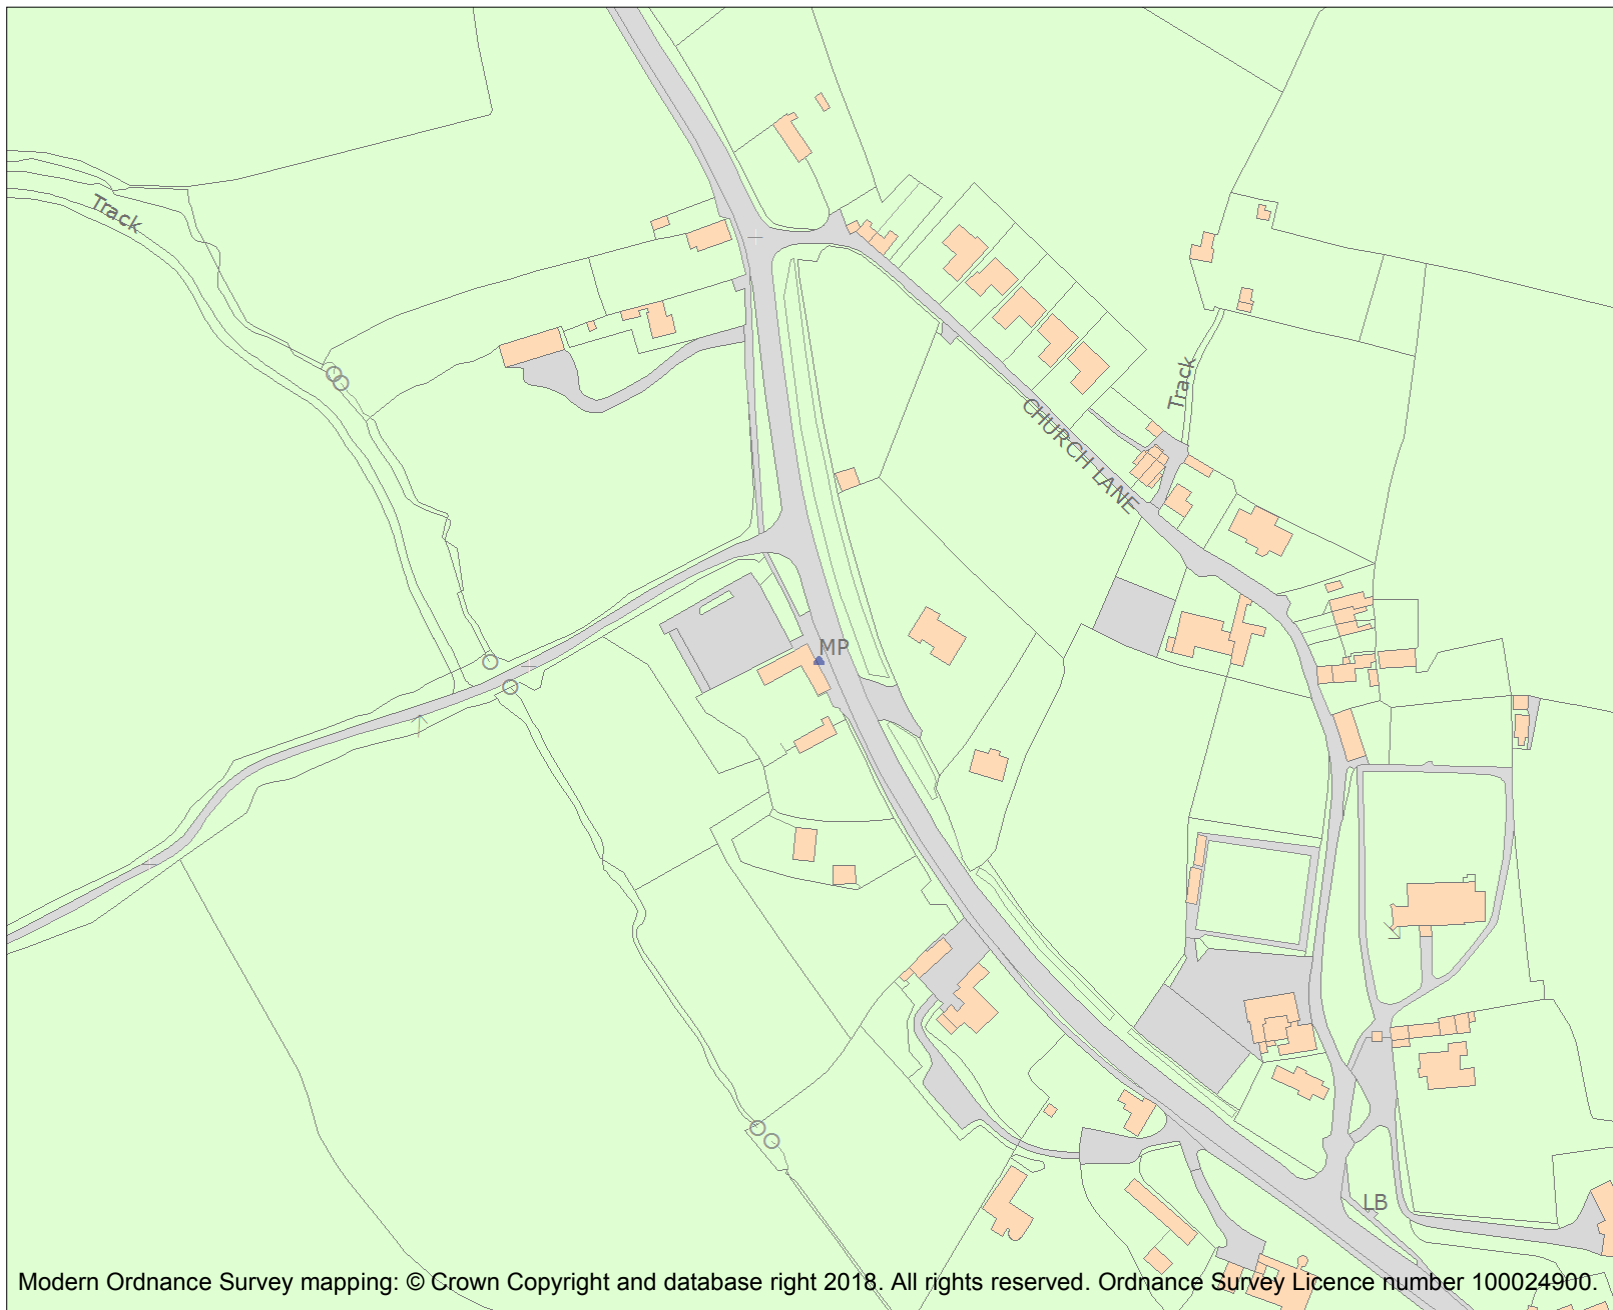 Track
Track
CHURCH LANE
MP
LB
Modern Ordnance Survey mapping: © Crown Copyright and database right 2018. All rights reserved. Ordnance Survey Licence number 100024900.